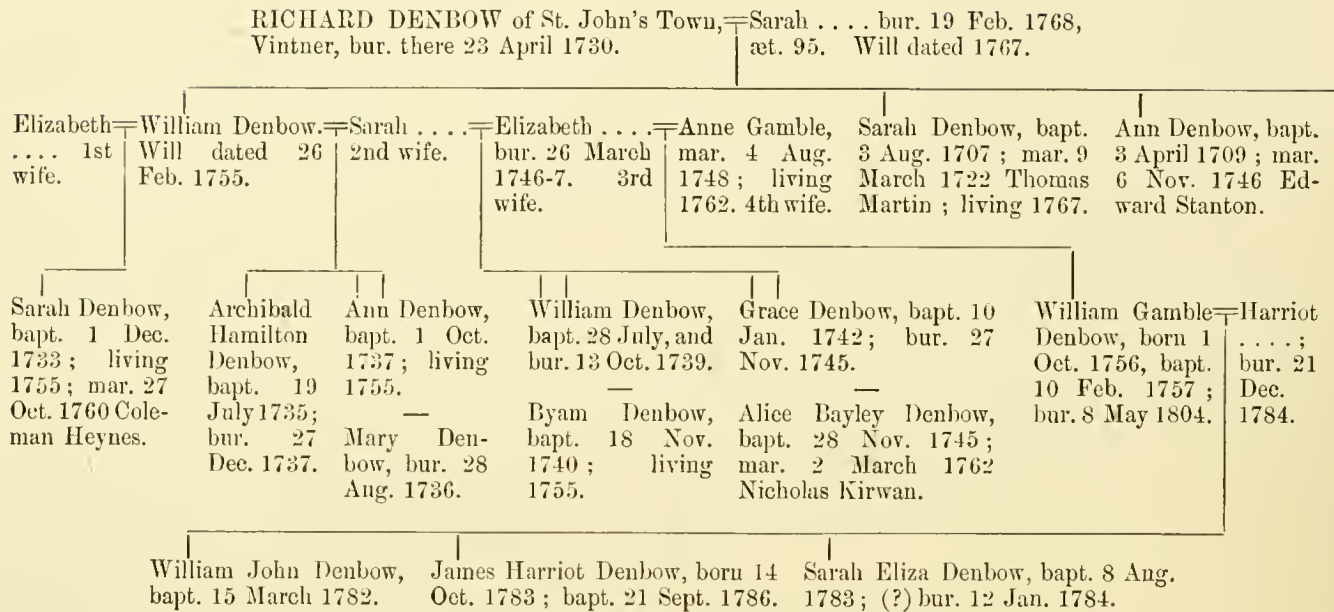 RICHARD DENBOW of St. John's Town,=Sarah . . . . bur. 19 Feb. 1768,
Vintner, bur. there 23 April 1730. æt. 95. Will dated 1767.
Elizabeth=William Denbow.=Sarah . . . .=Elizabeth . . . .=Anne Gamble,
. . . . 1st
wife.
Will dated 26
Feb. 1755.
2nd wife.
bur. 26 March
1746-7. 3rd
wife.
mar. 4 Aug.
1748 ; living
1762. 4th wife.
Sarah Denbow, bapt.
3 Aug. 1707 ; mar. 9
March 1722 Thomas
Martin ; living 1767.
Ann Denbow, bapt.
3 April 1709 ; mar.
6 Nov. 1746 Ed-
ward Stanton.
Sarah Denbow,
bapt. 1 Dec.
1733 ; living
1755 ; mar. 27
Oct. 1760 Cole-
man Heynes.
Archibald
Hamilton
Denbow,
bapt. 19
July 1735;
bur. 27
Dec. 1737.
Ann Denbow,
bapt. 1 Oct.
1737 ; living
1755.
—
Mary Den-
bow, bur. 28
Aug. 1736.
William Denbow,
bapt. 28 July, and
bur. 13 Oct. 1739.
—
Byam Denbow,
bapt. 18 Nov.
1740 ; living
1755.
Grace Denbow, bapt. 10
Jan. 1742 ; bur. 27
Nov. 1745.
—
Alice Bayley Denbow,
bapt. 28 Nov. 1745 ;
mar. 2 March 1762
Nicholas Kirwan.
William Gamble=Harriot
Denbow, born 1
Oct. 1756, bapt.
10 Feb. 1757 ;
bur. 8 May 1804.
. . . . ;
bur. 21
Dec.
1784.
William John Denbow,
bapt. 15 March 1782.
James Harriot Denbow, born 14
Oct. 1783 ; bapt. 21 Sept. 1786.
Sarah Eliza Denbow, bapt. 8 Aug.
1783 ; (?) bur. 12 Jan. 1784.